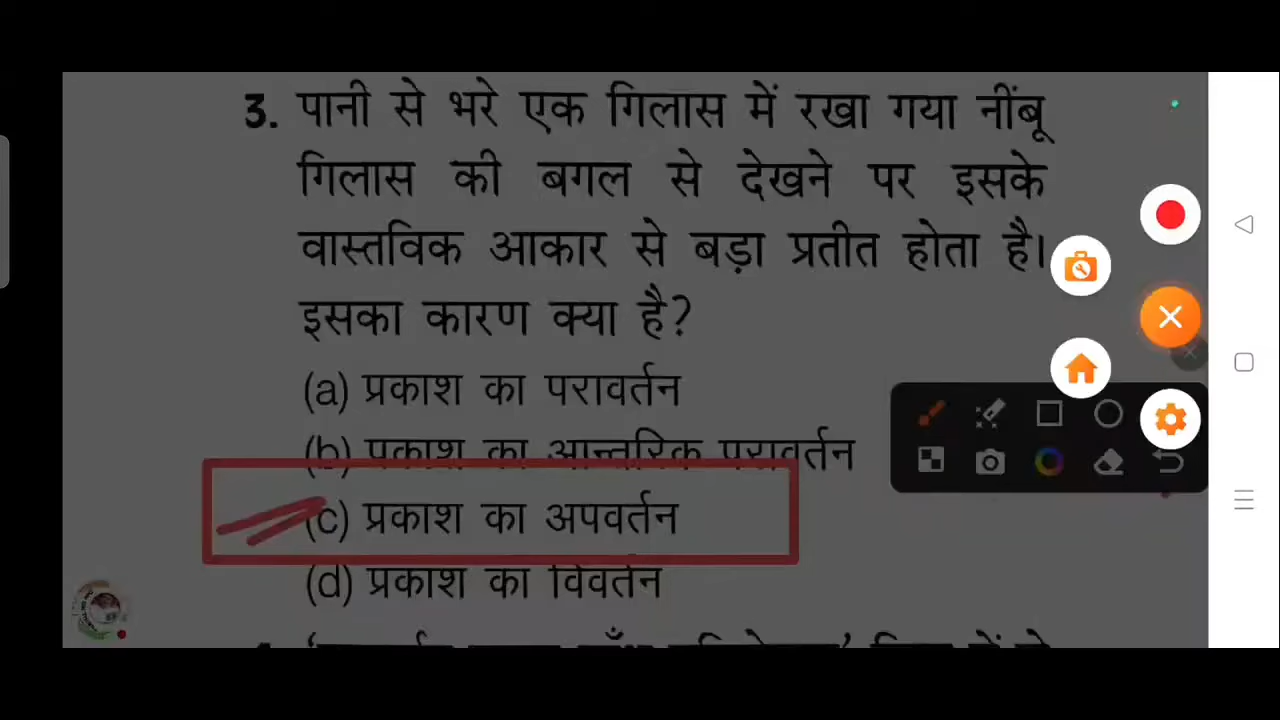 3. पानी से भरे एक गिलास में रखा गया नींबू
गिलास की बगल से देखने पर इसके
वास्तविक आकार से बड़ा प्रतीत होता है।
इसका कारण क्या है?
(a) प्रकाश का परावर्तन
(b) प्रकाश का आन्तरिक परावर्तन
(c) प्रकाश का अपवर्तन
(d) प्रकाश का विवर्तन